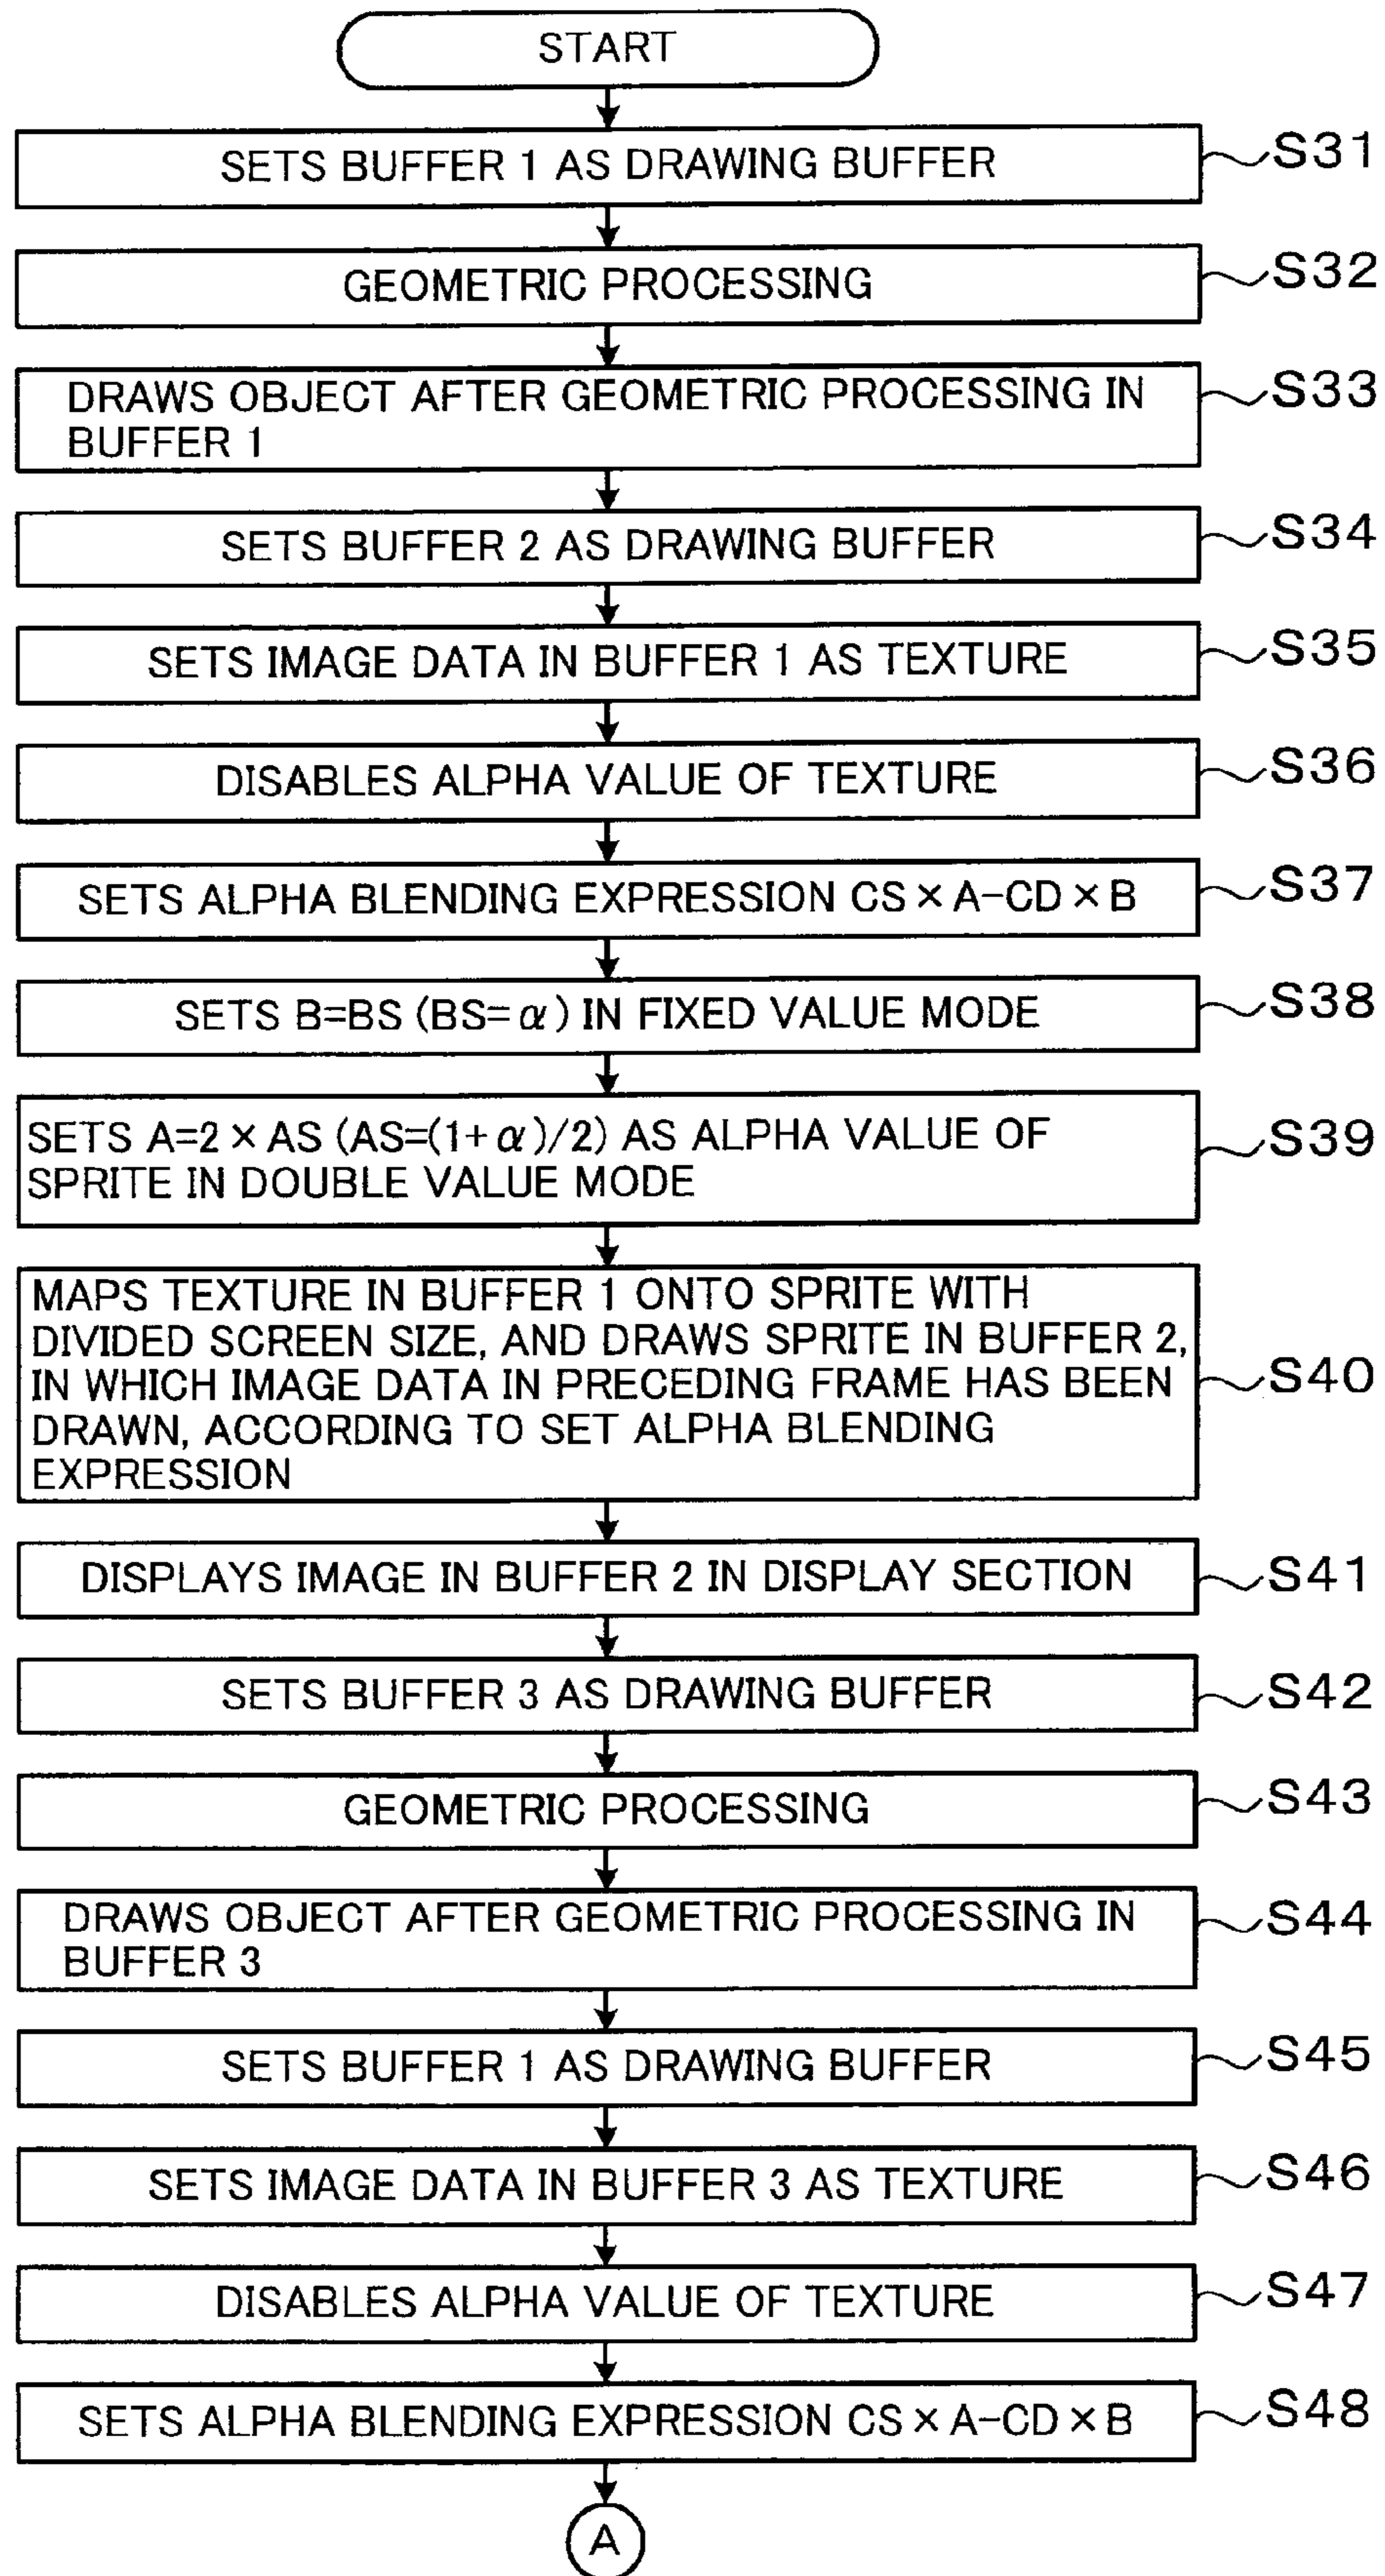 START
SETS BUFFER 1 AS DRAWING BUFFER
S31
GEOMETRIC PROCESSING
S32
DRAWS OBJECT AFTER GEOMETRIC PROCESSING IN
BUFFER 1
S33
SETS BUFFER 2 AS DRAWING BUFFER
S34
SETS IMAGE DATA IN BUFFER 1 AS TEXTURE
S35
DISABLES ALPHA VALUE OF TEXTURE
S36
SETS ALPHA BLENDING EXPRESSION CS × A-CD × B
S37
SETS B=BS (BS=α) IN FIXED VALUE MODE
S38
SETS A=2 × AS (AS=(1+α)/2) AS ALPHA VALUE OF
SPRITE IN DOUBLE VALUE MODE
S39
MAPS TEXTURE IN BUFFER 1 ONTO SPRITE WITH
DIVIDED SCREEN SIZE, AND DRAWS SPRITE IN BUFFER 2,
IN WHICH IMAGE DATA IN PRECEDING FRAME HAS BEEN
DRAWN, ACCORDING TO SET ALPHA BLENDING
EXPRESSION
S40
DISPLAYS IMAGE IN BUFFER 2 IN DISPLAY SECTION
S41
SETS BUFFER 3 AS DRAWING BUFFER
S42
GEOMETRIC PROCESSING
S43
DRAWS OBJECT AFTER GEOMETRIC PROCESSING IN
BUFFER 3
S44
SETS BUFFER 1 AS DRAWING BUFFER
S45
SETS IMAGE DATA IN BUFFER 3 AS TEXTURE
S46
DISABLES ALPHA VALUE OF TEXTURE
S47
SETS ALPHA BLENDING EXPRESSION CS × A-CD × B
S48
A